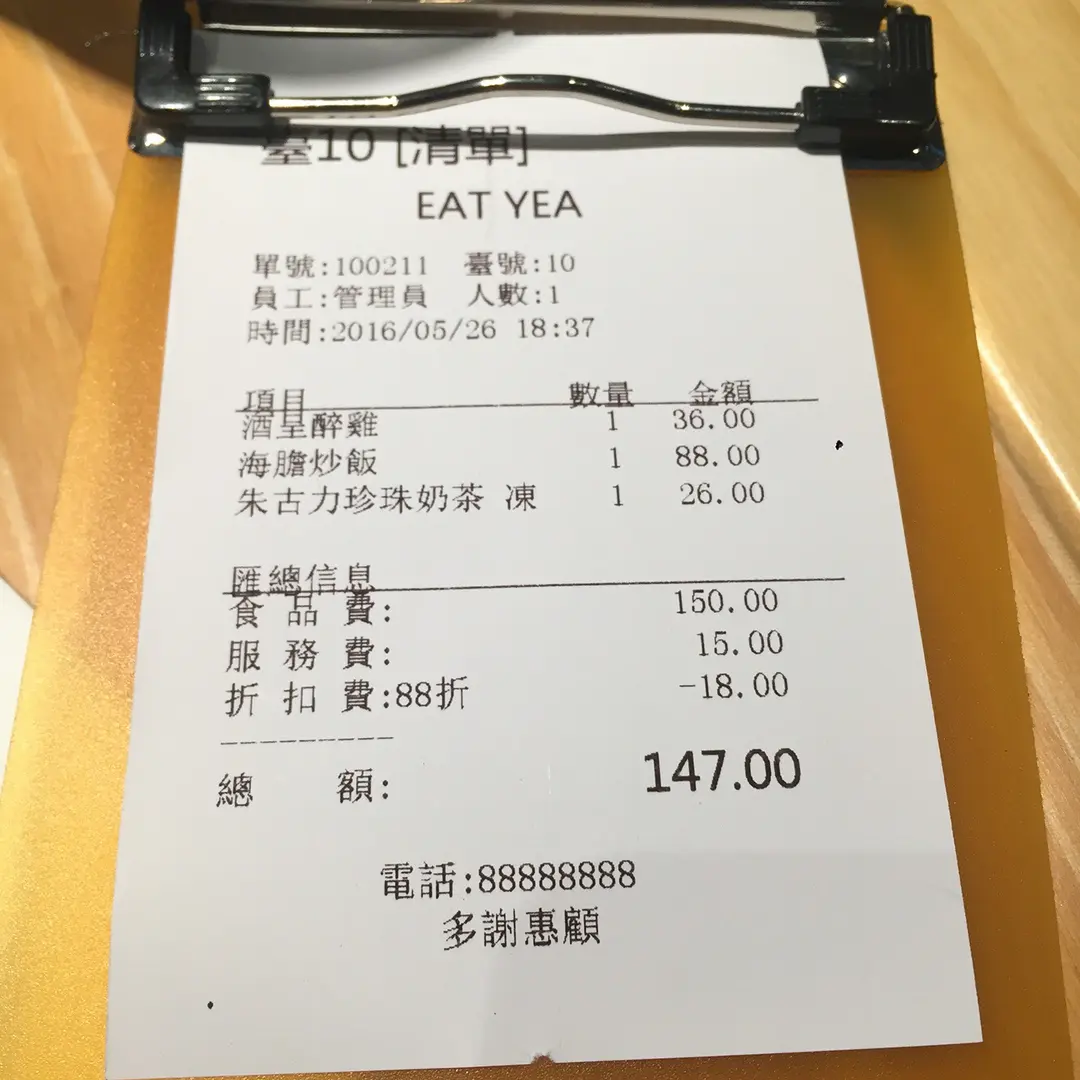 臺10 [清單]
EAT YEA
單號:100211 臺號:10
員工:管理員 人數:1
時間:2016/05/26 18:37
項目 數量 金額
酒呈醉雞 1 36.00
海膽炒飯 1 88.00
朱古力珍珠奶茶 凍 1 26.00
匯總信息
食 品 費: 150.00
服 務 費: 15.00
折 扣 費:88折 -18.00
---------
總 額: 147.00
電話:88888888
多謝惠顧